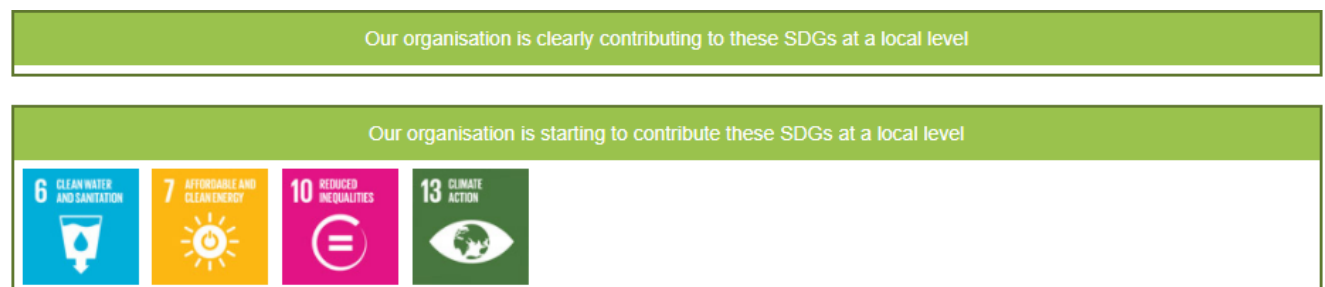 Our organisation is clearly contributing to these SDGs at a local level
Our organisation is starting to contribute these SDGs at a local level
6 CLEAN WATER
AND SANITATION
7 AFFORDABLE AND
CLEAN ENERGY
10 REDUCED
INEQUALITIES
13 CLIMATE
ACTION